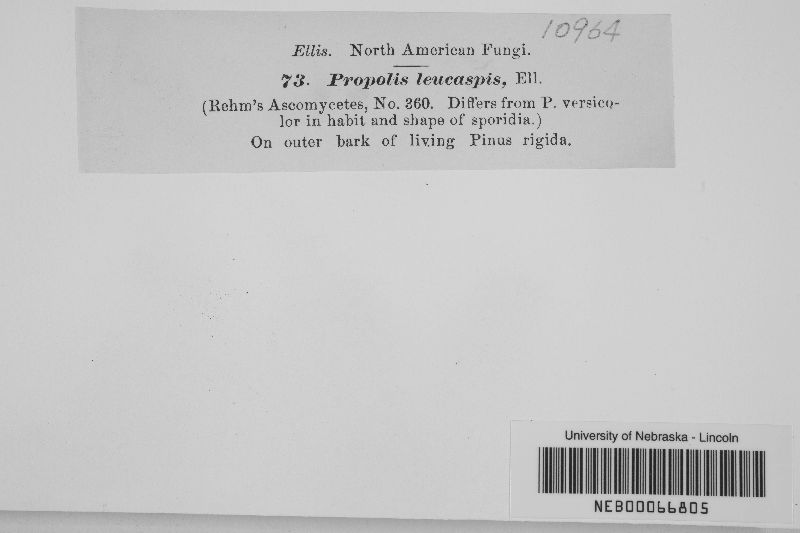 10964
Ellis. North American Fungi.
73. Propolis leucaspis, Ell.
(Rehm's Ascomycetes, No. 360. Differs from P. versico-
lor in habit and shape of sporidia.)
On outer bark of living Pinus rigida.
University of Nebraska - Lincoln
NEB00066805